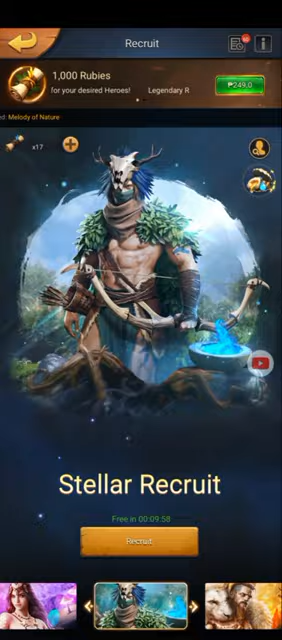 Recruit
1,000 Rubies
for your desired Heroes! Legendary R
₱249.0
d: Melody of Nature
x17
Stellar Recruit
Free in 00:09:58
Recruit